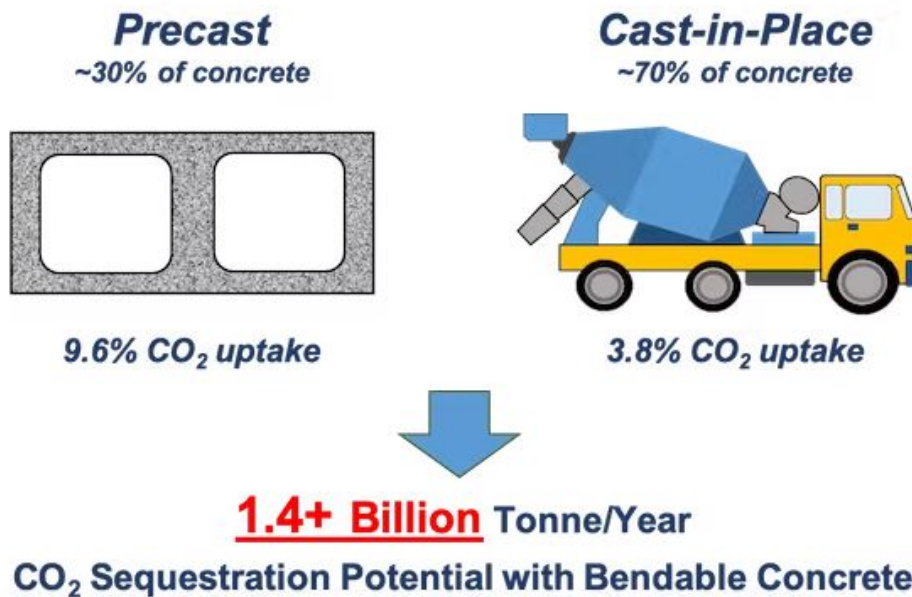 Precast
~30% of concrete
Cast-in-Place
~70% of concrete
9.6% CO₂ uptake
3.8% CO₂ uptake
1.4+ Billion Tonne/Year
CO₂ Sequestration Potential with Bendable Concrete